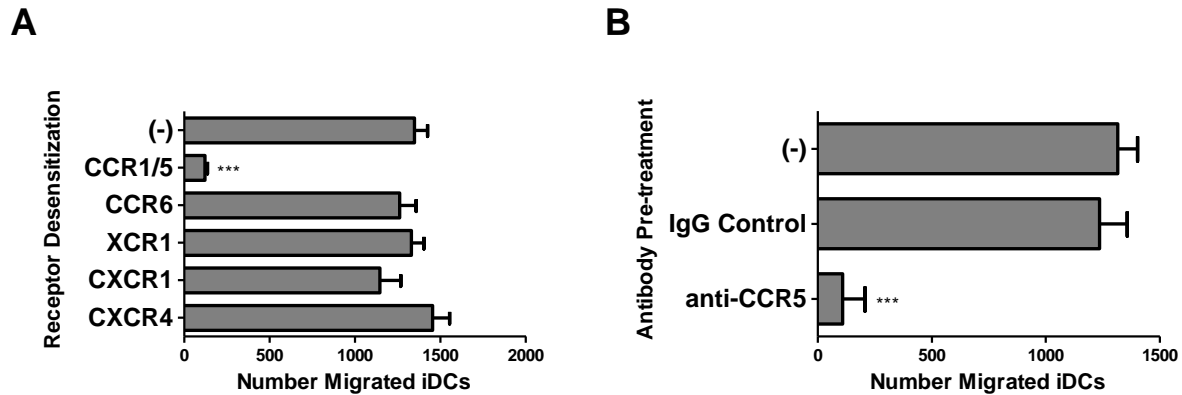 A
Receptor Desensitization
(-)
CCR1/5
***
CCR6
XCR1
CXCR1
CXCR4
0 500 1000 1500 2000
Number Migrated iDCs
B
Antibody Pre-treatment
(-)
IgG Control
anti-CCR5
***
0 500 1000 1500
Number Migrated iDCs